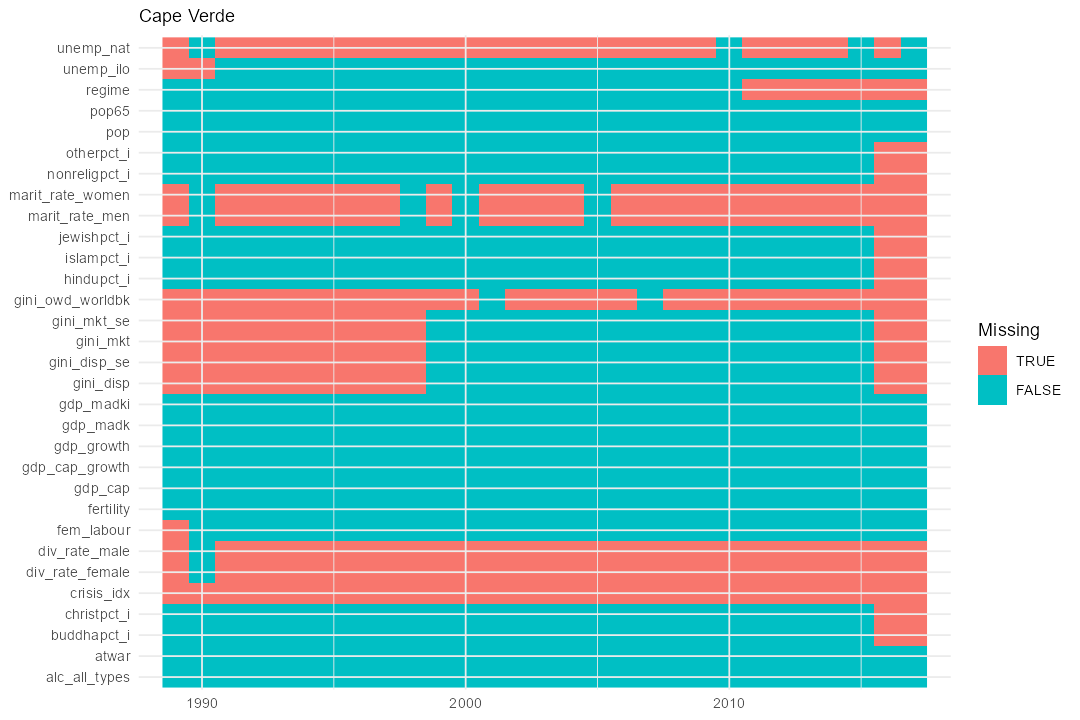 Cape Verde
unemp_nat
unemp_ilo
regime
pop65
pop
otherpct_i
nonreligpct_i
marit_rate_women
marit_rate_men
jewishpct_i
islampct_i
hindupct_i
gini_owd_worldbk
gini_mkt_se
gini_mkt
gini_disp_se
gini_disp
gdp_madki
gdp_madk
gdp_growth
gdp_cap_growth
gdp_cap
fertility
fem_labour
div_rate_male
div_rate_female
crisis_idx
christpct_i
buddhapct_i
atwar
alc_all_types
1990 2000 2010
Missing
TRUE
FALSE